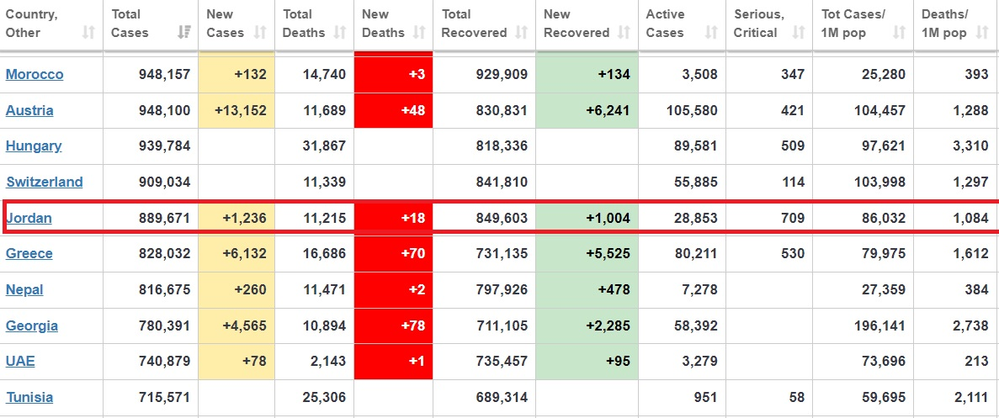 Country, Other Total Cases New Cases Total Deaths New Deaths Total Recovered New Recovered Active Cases Serious, Critical Tot Cases/ 1M pop Deaths/ 1M pop
Morocco 948,157 +132 14,740 +3 929,909 +134 3,508 347 25,280 393
Austria 948,100 +13,152 11,689 +48 830,831 +6,241 105,580 421 104,457 1,288
Hungary 939,784 31,867 818,336 89,581 509 97,621 3,310
Switzerland 909,034 11,339 841,810 55,885 114 103,998 1,297
Jordan 889,671 +1,236 11,215 +18 849,603 +1,004 28,853 709 86,032 1,084
Greece 828,032 +6,132 16,686 +70 731,135 +5,525 80,211 530 79,975 1,612
Nepal 816,675 +260 11,471 +2 797,926 +478 7,278 27,359 384
Georgia 780,391 +4,565 10,894 +78 711,105 +2,285 58,392 196,141 2,738
UAE 740,879 +78 2,143 +1 735,457 +95 3,279 73,696 213
Tunisia 715,571 25,306 689,314 951 58 59,695 2,111